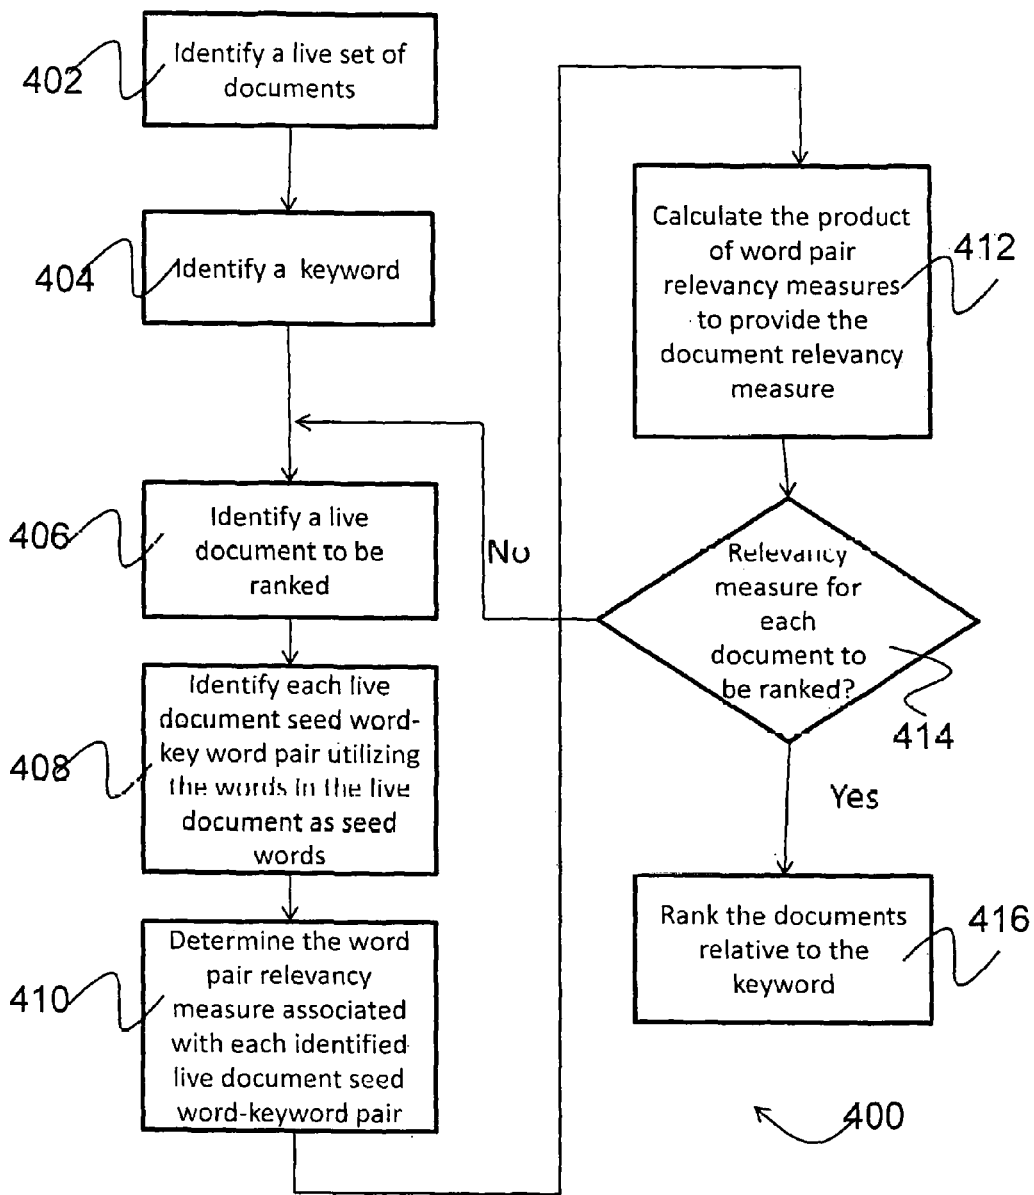 402
Identify a live set of
documents
404
Identify a keyword
406
Identify a live
document to be
ranked
408
Identify each live
document seed word-
key word pair utilizing
the words in the live
document as seed
words
410
Determine the word
pair relevancy
measure associated
with each identified
live document seed
word-keyword pair
Calculate the product
of word pair
relevancy measures
to provide the
document relevancy
measure
412
No
Relevancy
measure for
each
document to
be ranked?
414
Yes
Rank the documents
relative to the
keyword
416
400